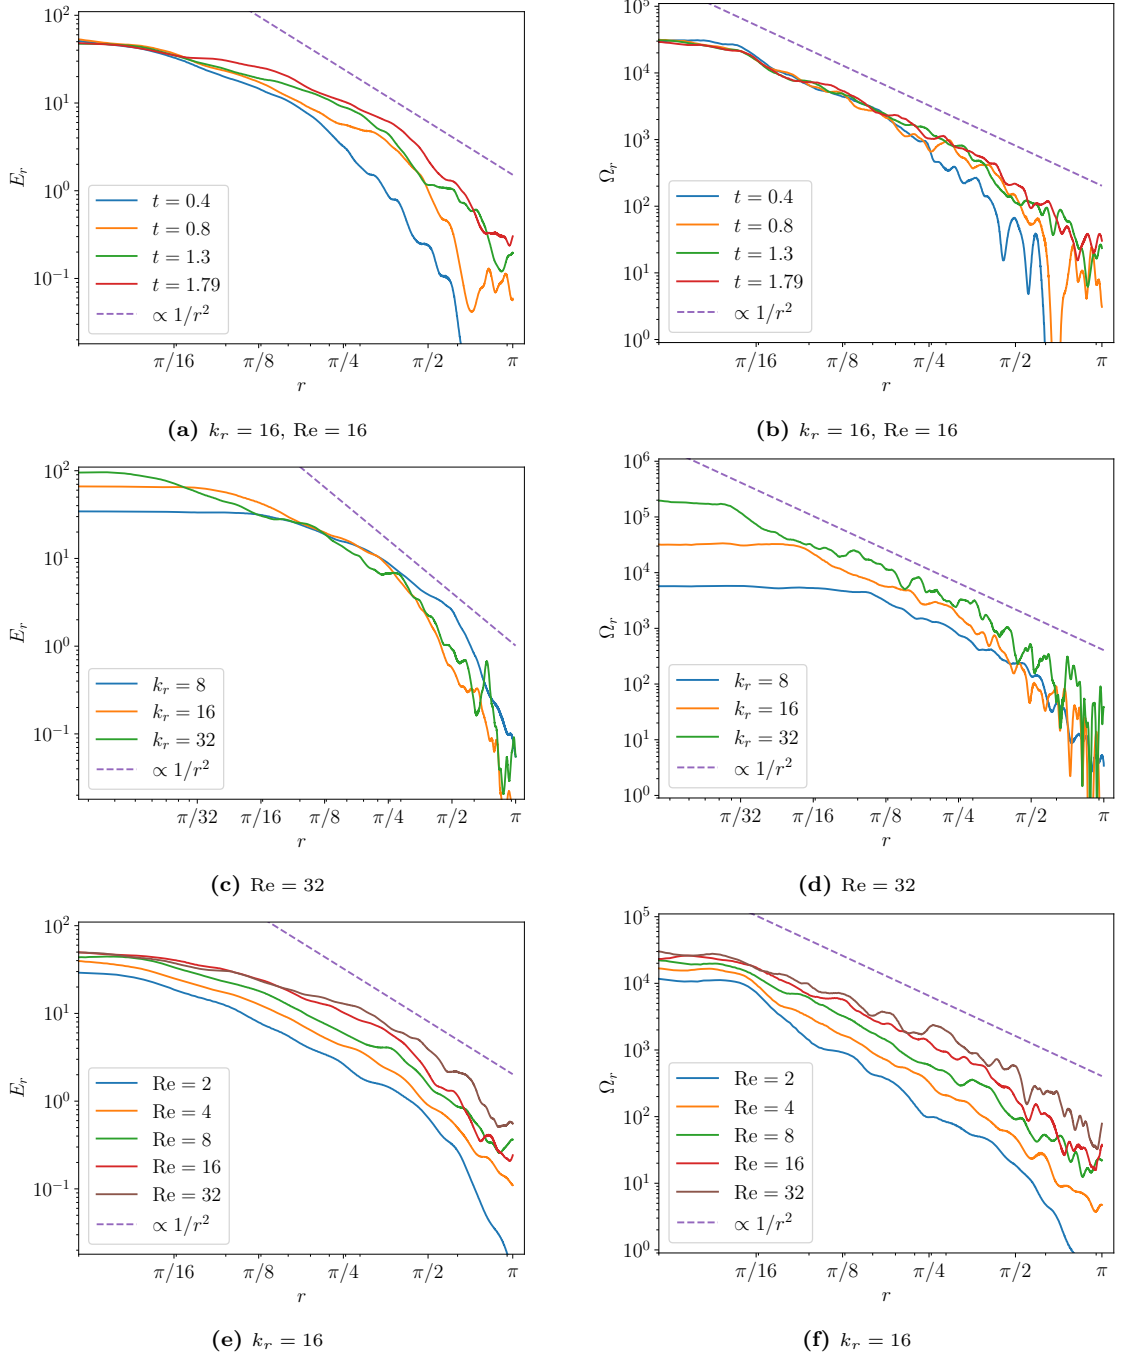 10^2
10^1
10^0
10^{-1}
E_r
t = 0.4
t = 0.8
t = 1.3
t = 1.79
∝ 1/r^2
π/16 π/8 π/4 π/2 π
r
(a) k_r = 16, Re = 16
10^5
10^4
10^3
10^2
10^1
10^0
Ω_r
t = 0.4
t = 0.8
t = 1.3
t = 1.79
∝ 1/r^2
π/16 π/8 π/4 π/2 π
r
(b) k_r = 16, Re = 16
10^2
10^1
10^0
10^{-1}
E_r
k_r = 8
k_r = 16
k_r = 32
∝ 1/r^2
π/32 π/16 π/8 π/4 π/2 π
r
(c) Re = 32
10^6
10^5
10^4
10^3
10^2
10^1
10^0
Ω_r
k_r = 8
k_r = 16
k_r = 32
∝ 1/r^2
π/32 π/16 π/8 π/4 π/2 π
r
(d) Re = 32
10^2
10^1
10^0
10^{-1}
E_r
Re = 2
Re = 4
Re = 8
Re = 16
Re = 32
∝ 1/r^2
π/16 π/8 π/4 π/2 π
r
(e) k_r = 16
10^5
10^4
10^3
10^2
10^1
10^0
Ω_r
Re = 2
Re = 4
Re = 8
Re = 16
Re = 32
∝ 1/r^2
π/16 π/8 π/4 π/2 π
r
(f) k_r = 16